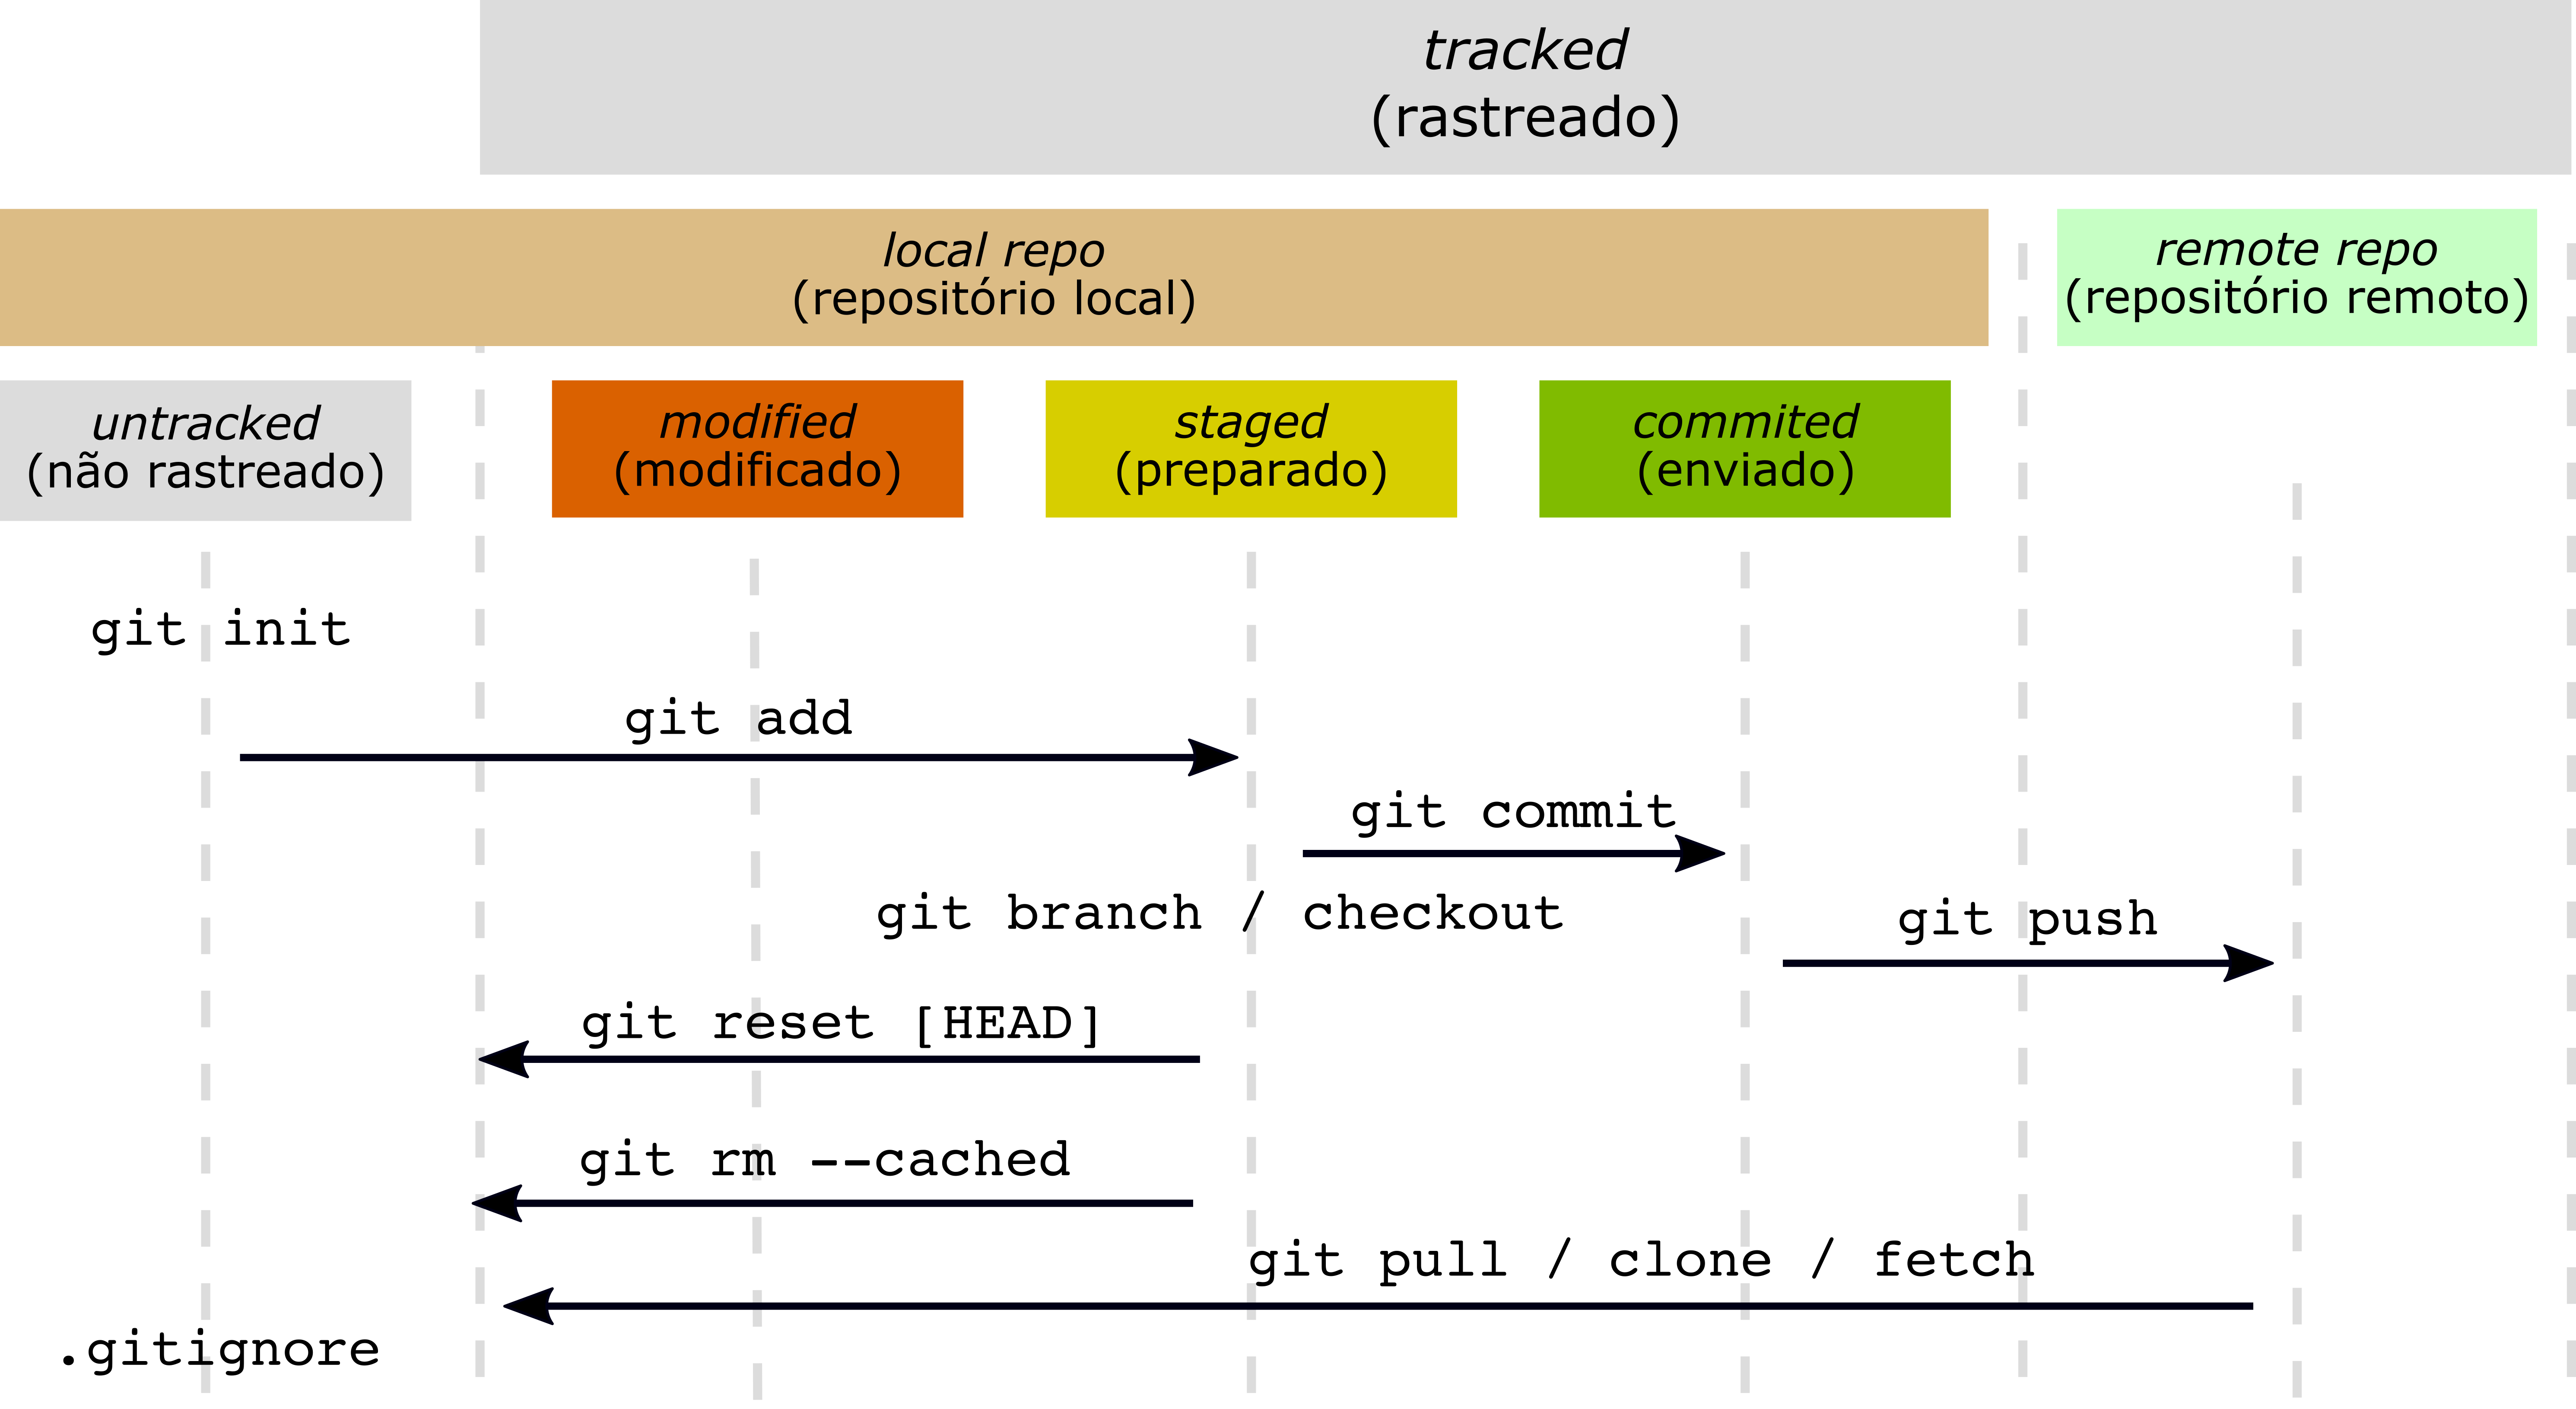 tracked
(rastreado)
local repo
(repositório local)
remote repo
(repositório remoto)
untracked
(não rastreado)
modified
(modificado)
staged
(preparado)
commited
(enviado)
git init
git add
git commit
git branch / checkout
git push
git reset [HEAD]
git rm --cached
git pull / clone / fetch
.gitignore